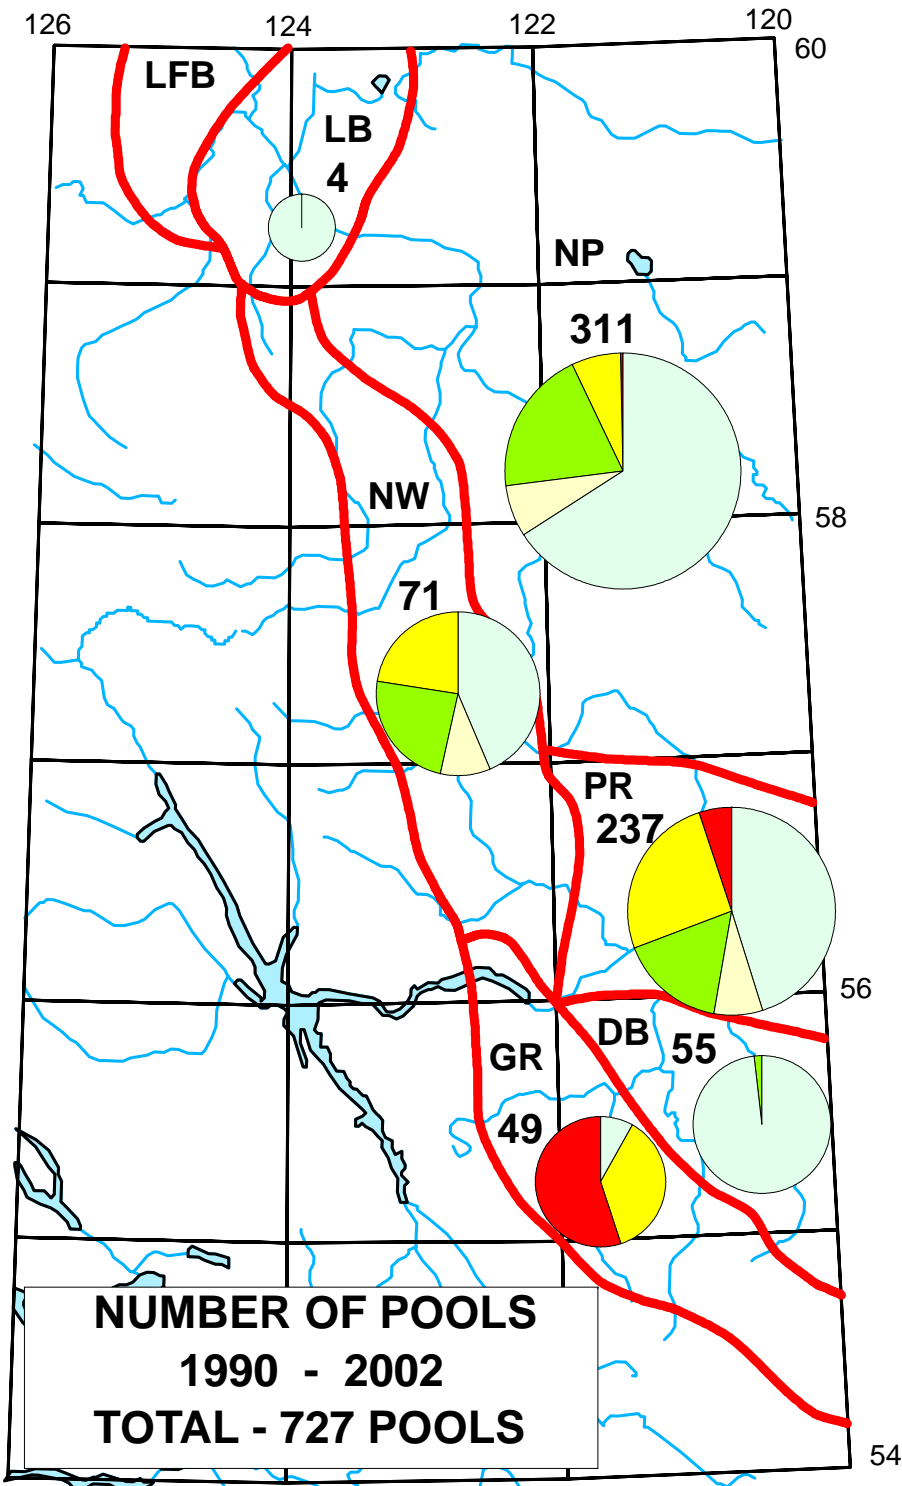 126 124 122 120
60
LFB
LB
4
NP
311
NW
58
71
PR
237
56
DB
55
GR
49
NUMBER OF POOLS
1990 - 2002
TOTAL - 727 POOLS
54